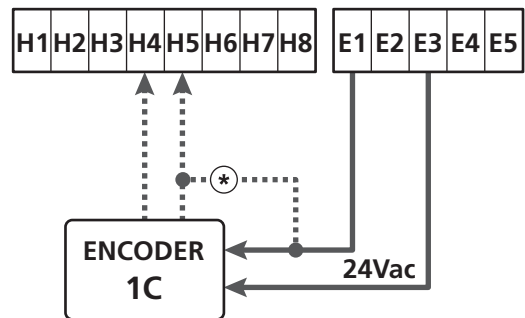 H1 H2 H3 H4 H5 H6 H7 H8 E1 E2 E3 E4 E5
*
ENCODER
1C
24Vac